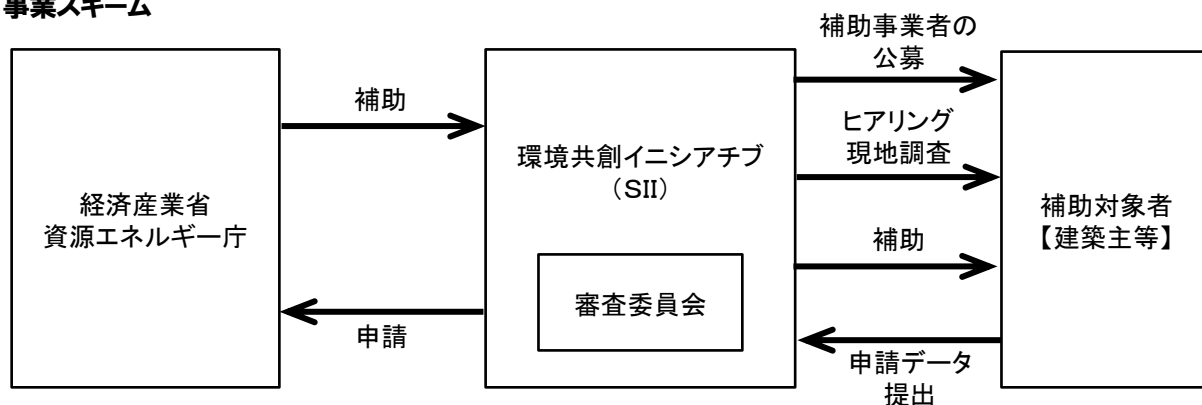 事業スキーム
経済産業省
資源エネルギー庁
補助
申請
環境共創イニシアチブ
（SII）
審査委員会
補助事業者の
公募
ヒアリング
現地調査
補助
申請データ
提出
補助対象者
【建築主等】